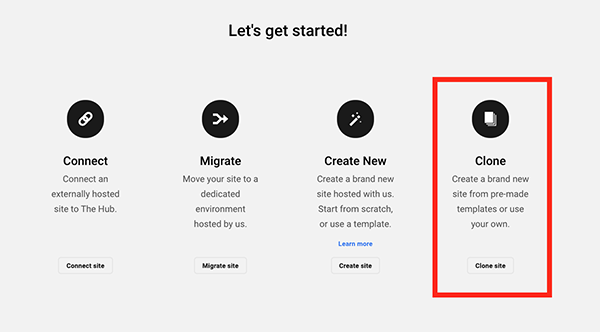 Let's get started!
Connect
Connect an
externally hosted
site to The Hub.
Connect site
Migrate
Move your site to a
dedicated
environment
hosted by us.
Migrate site
Create New
Create a brand new
site hosted with us.
Start from scratch,
or use a template.
Learn more
Create site
Clone
Create a brand new
site from pre-made
templates or use
your own.
Clone site